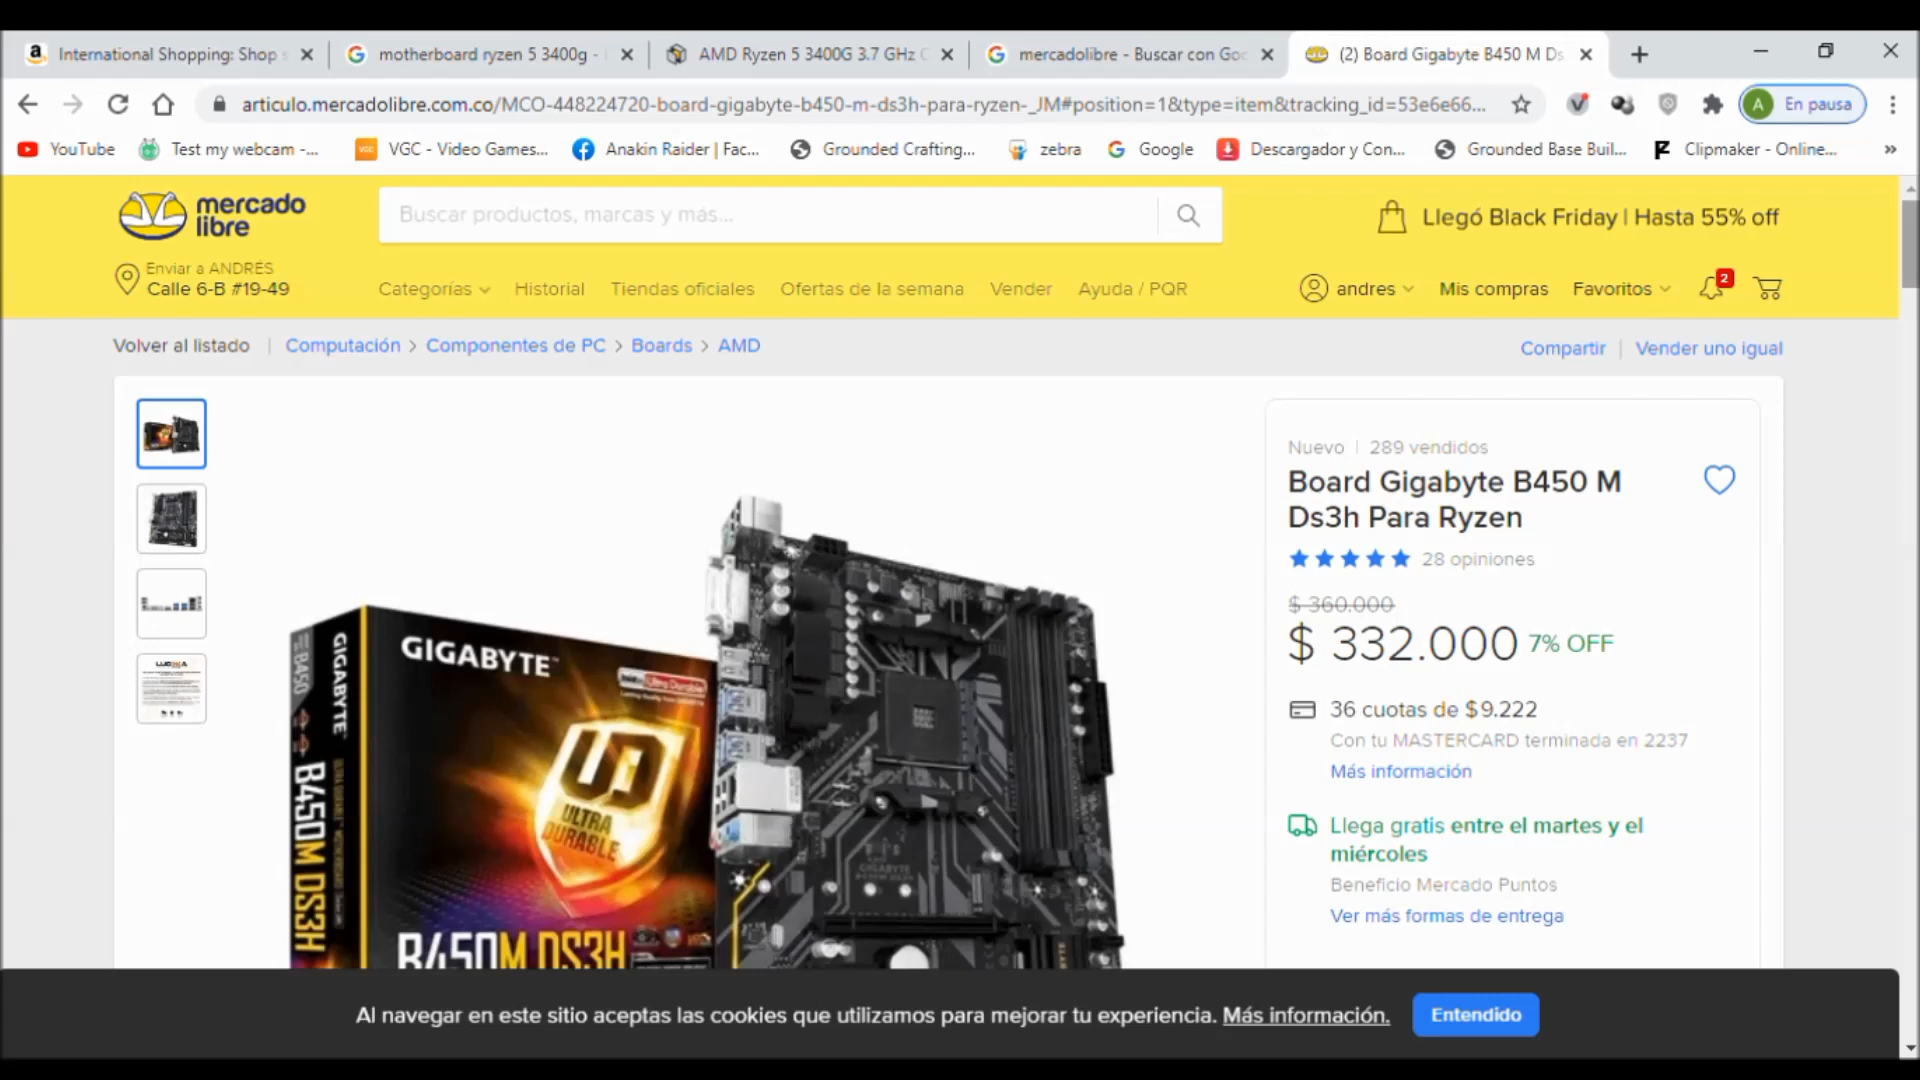 International Shopping: Shop s
motherboard ryzen 5 3400g -
AMD Ryzen 5 3400G 3.7 GHz
mercadolibre - Buscar con Goo
(2) Board Gigabyte B450 M Ds
articulo.mercadolibre.com.co/MCO-448224720-board-gigabyte-b450-m-ds3h-para-ryzen-_JM#position=1&type=item&tracking_id=53e6e66...
A En pausa
YouTube
Test my webcam -...
VGC - Video Games...
Anakin Raider | Fac...
Grounded Crafting...
zebra
Google
Descargador y Con...
Grounded Base Buil...
Clipmaker - Online...
»
mercado
libre
Buscar productos, marcas y más...
Llegó Black Friday | Hasta 55% off
Enviar a ANDRÉS
Calle 6-B #19-49
Categorías
Historial
Tiendas oficiales
Ofertas de la semana
Vender
Ayuda / PQR
andres
Mis compras
Favoritos
2
Volver al listado | Computación > Componentes de PC > Boards > AMD
Compartir | Vender uno igual
Nuevo | 289 vendidos
Board Gigabyte B450 M
Ds3h Para Ryzen
28 opiniones
$ 360.000
$ 332.000 7% OFF
36 cuotas de $ 9.222
Con tu MASTERCARD terminada en 2237
Más información
Llega gratis entre el martes y el
miércoles
Beneficio Mercado Puntos
Ver más formas de entrega
GIGABYTE™
Ultra Durable
ULTRA
DURABLE
B450M DS3H
B450
GIGABYTE
B450M DS3H
GIGABYTE
Al navegar en este sitio aceptas las cookies que utilizamos para mejorar tu experiencia. Más información.
Entendido